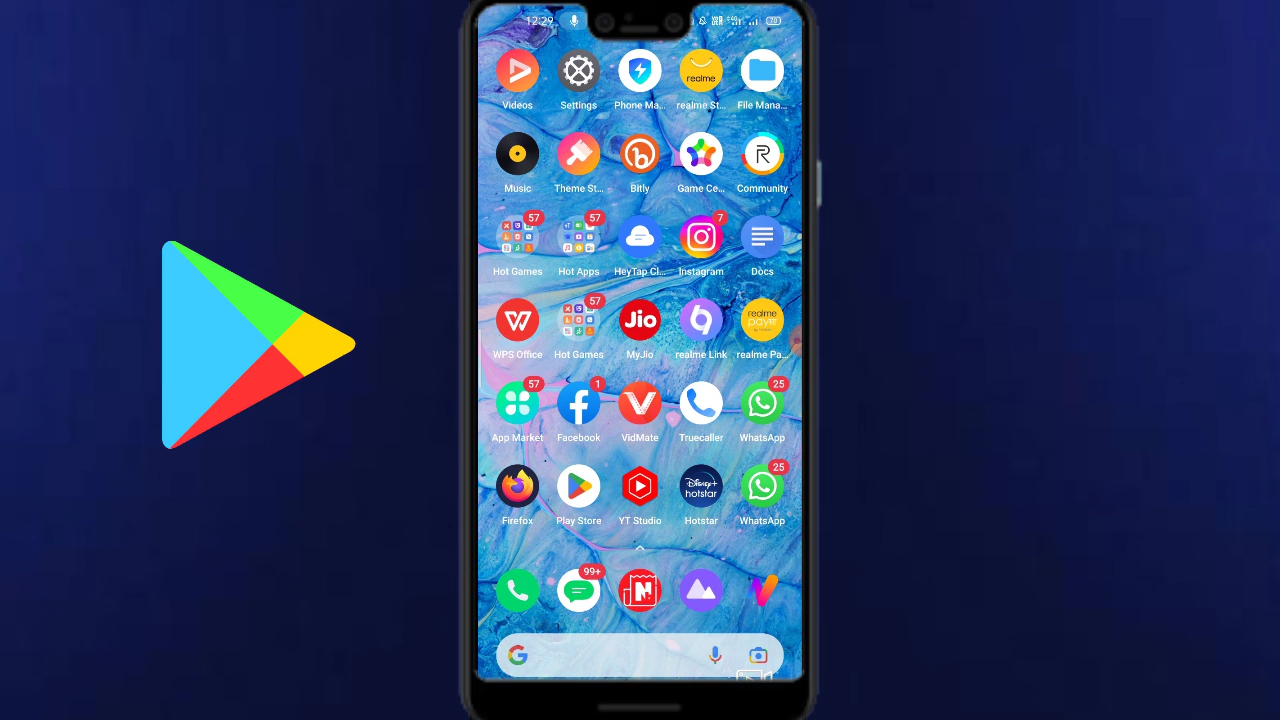 12:29
70
realme
Videos Settings Phone Ma... realme St... File Mana...
R
Music Theme St... Bitly Game Ce... Community
57 57 7
Hot Games Hot Apps HeyTap Cl... Instagram Docs
57 Jio realme
WPS Office Hot Games MyJio realme Link realme Pa...
57 1 25
App Market Facebook VidMate Truecaller WhatsApp
25
Disney+
hotstar
Firefox Play Store YT Studio Hotstar WhatsApp
99+
N
G